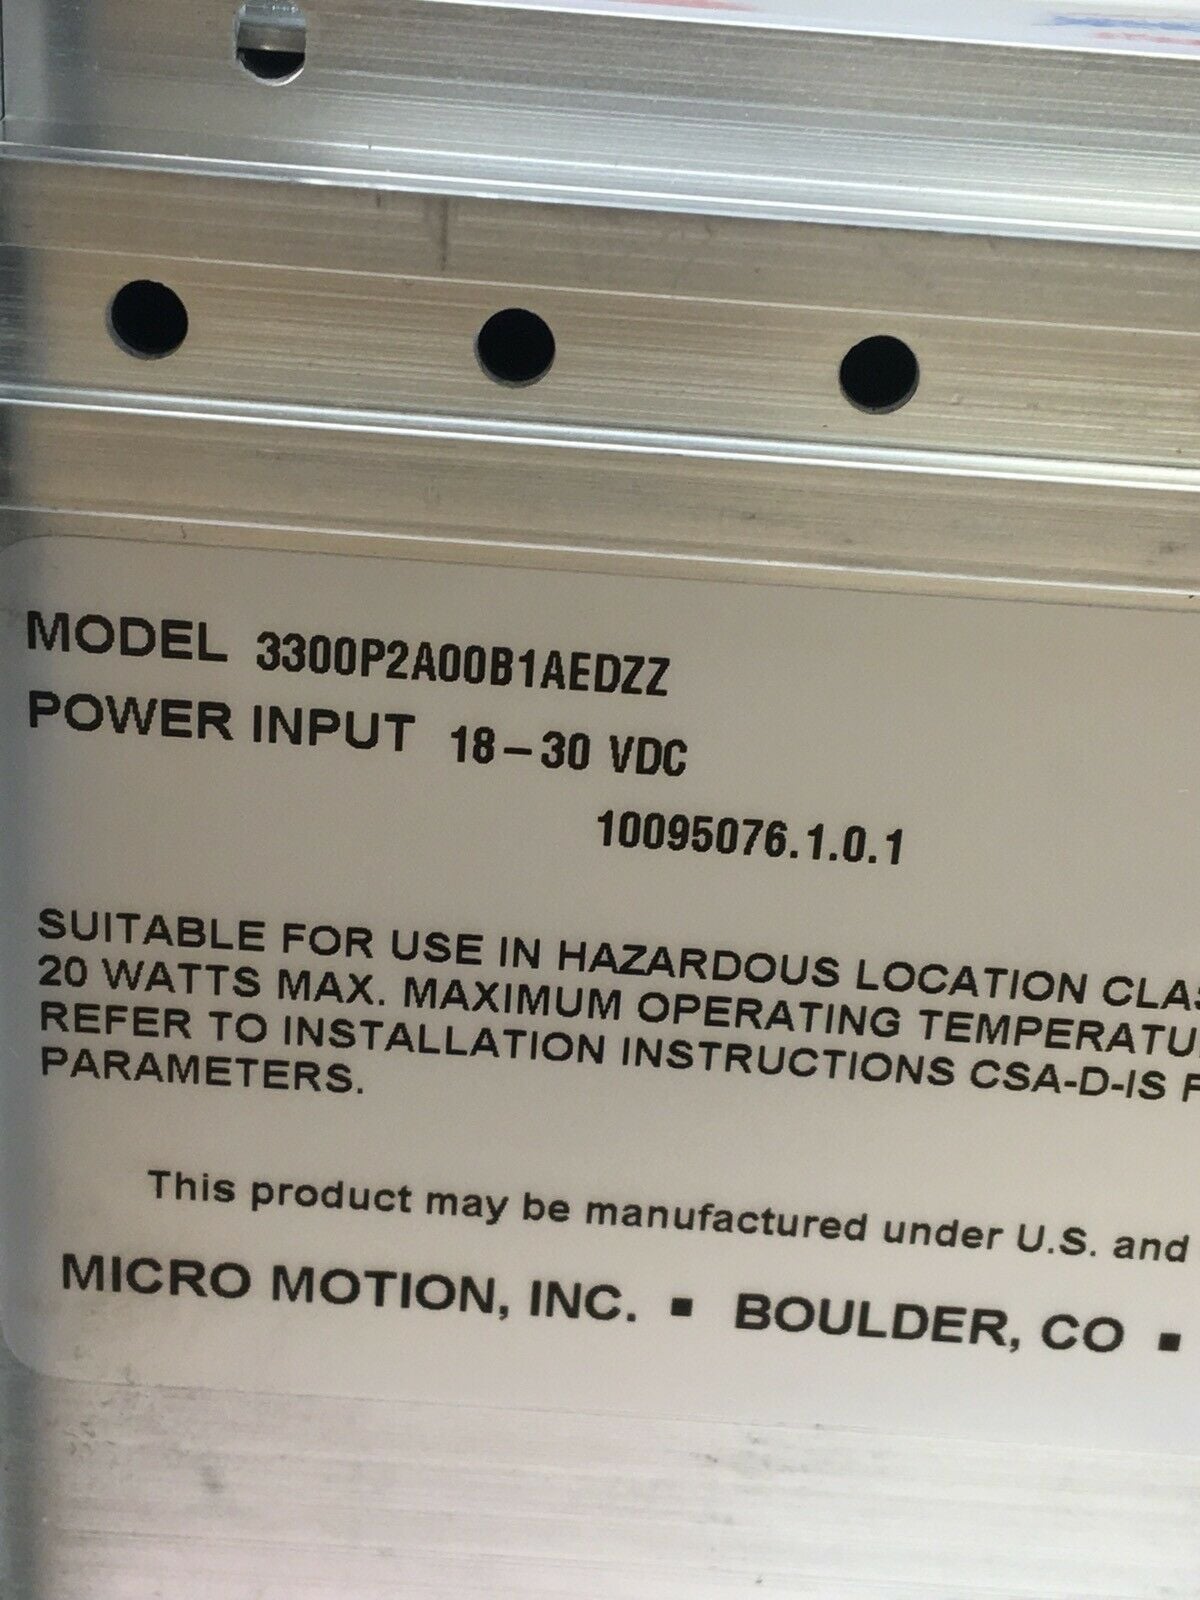 MODEL 3300P2A00B1AEDZZ
POWER INPUT 18-30 VDC
10095076.1.0.1
SUITABLE FOR USE IN HAZARDOUS LOCATION
20 WATTS MAX. MAXIMUM OPERATING
REFER TO INSTALLATION INSTRUCTIONS CSA-D-IS
PARAMETERS.
This product may be manufactured under U.S. and
MICRO MOTION, INC. ▪ BOULDER, CO ▪